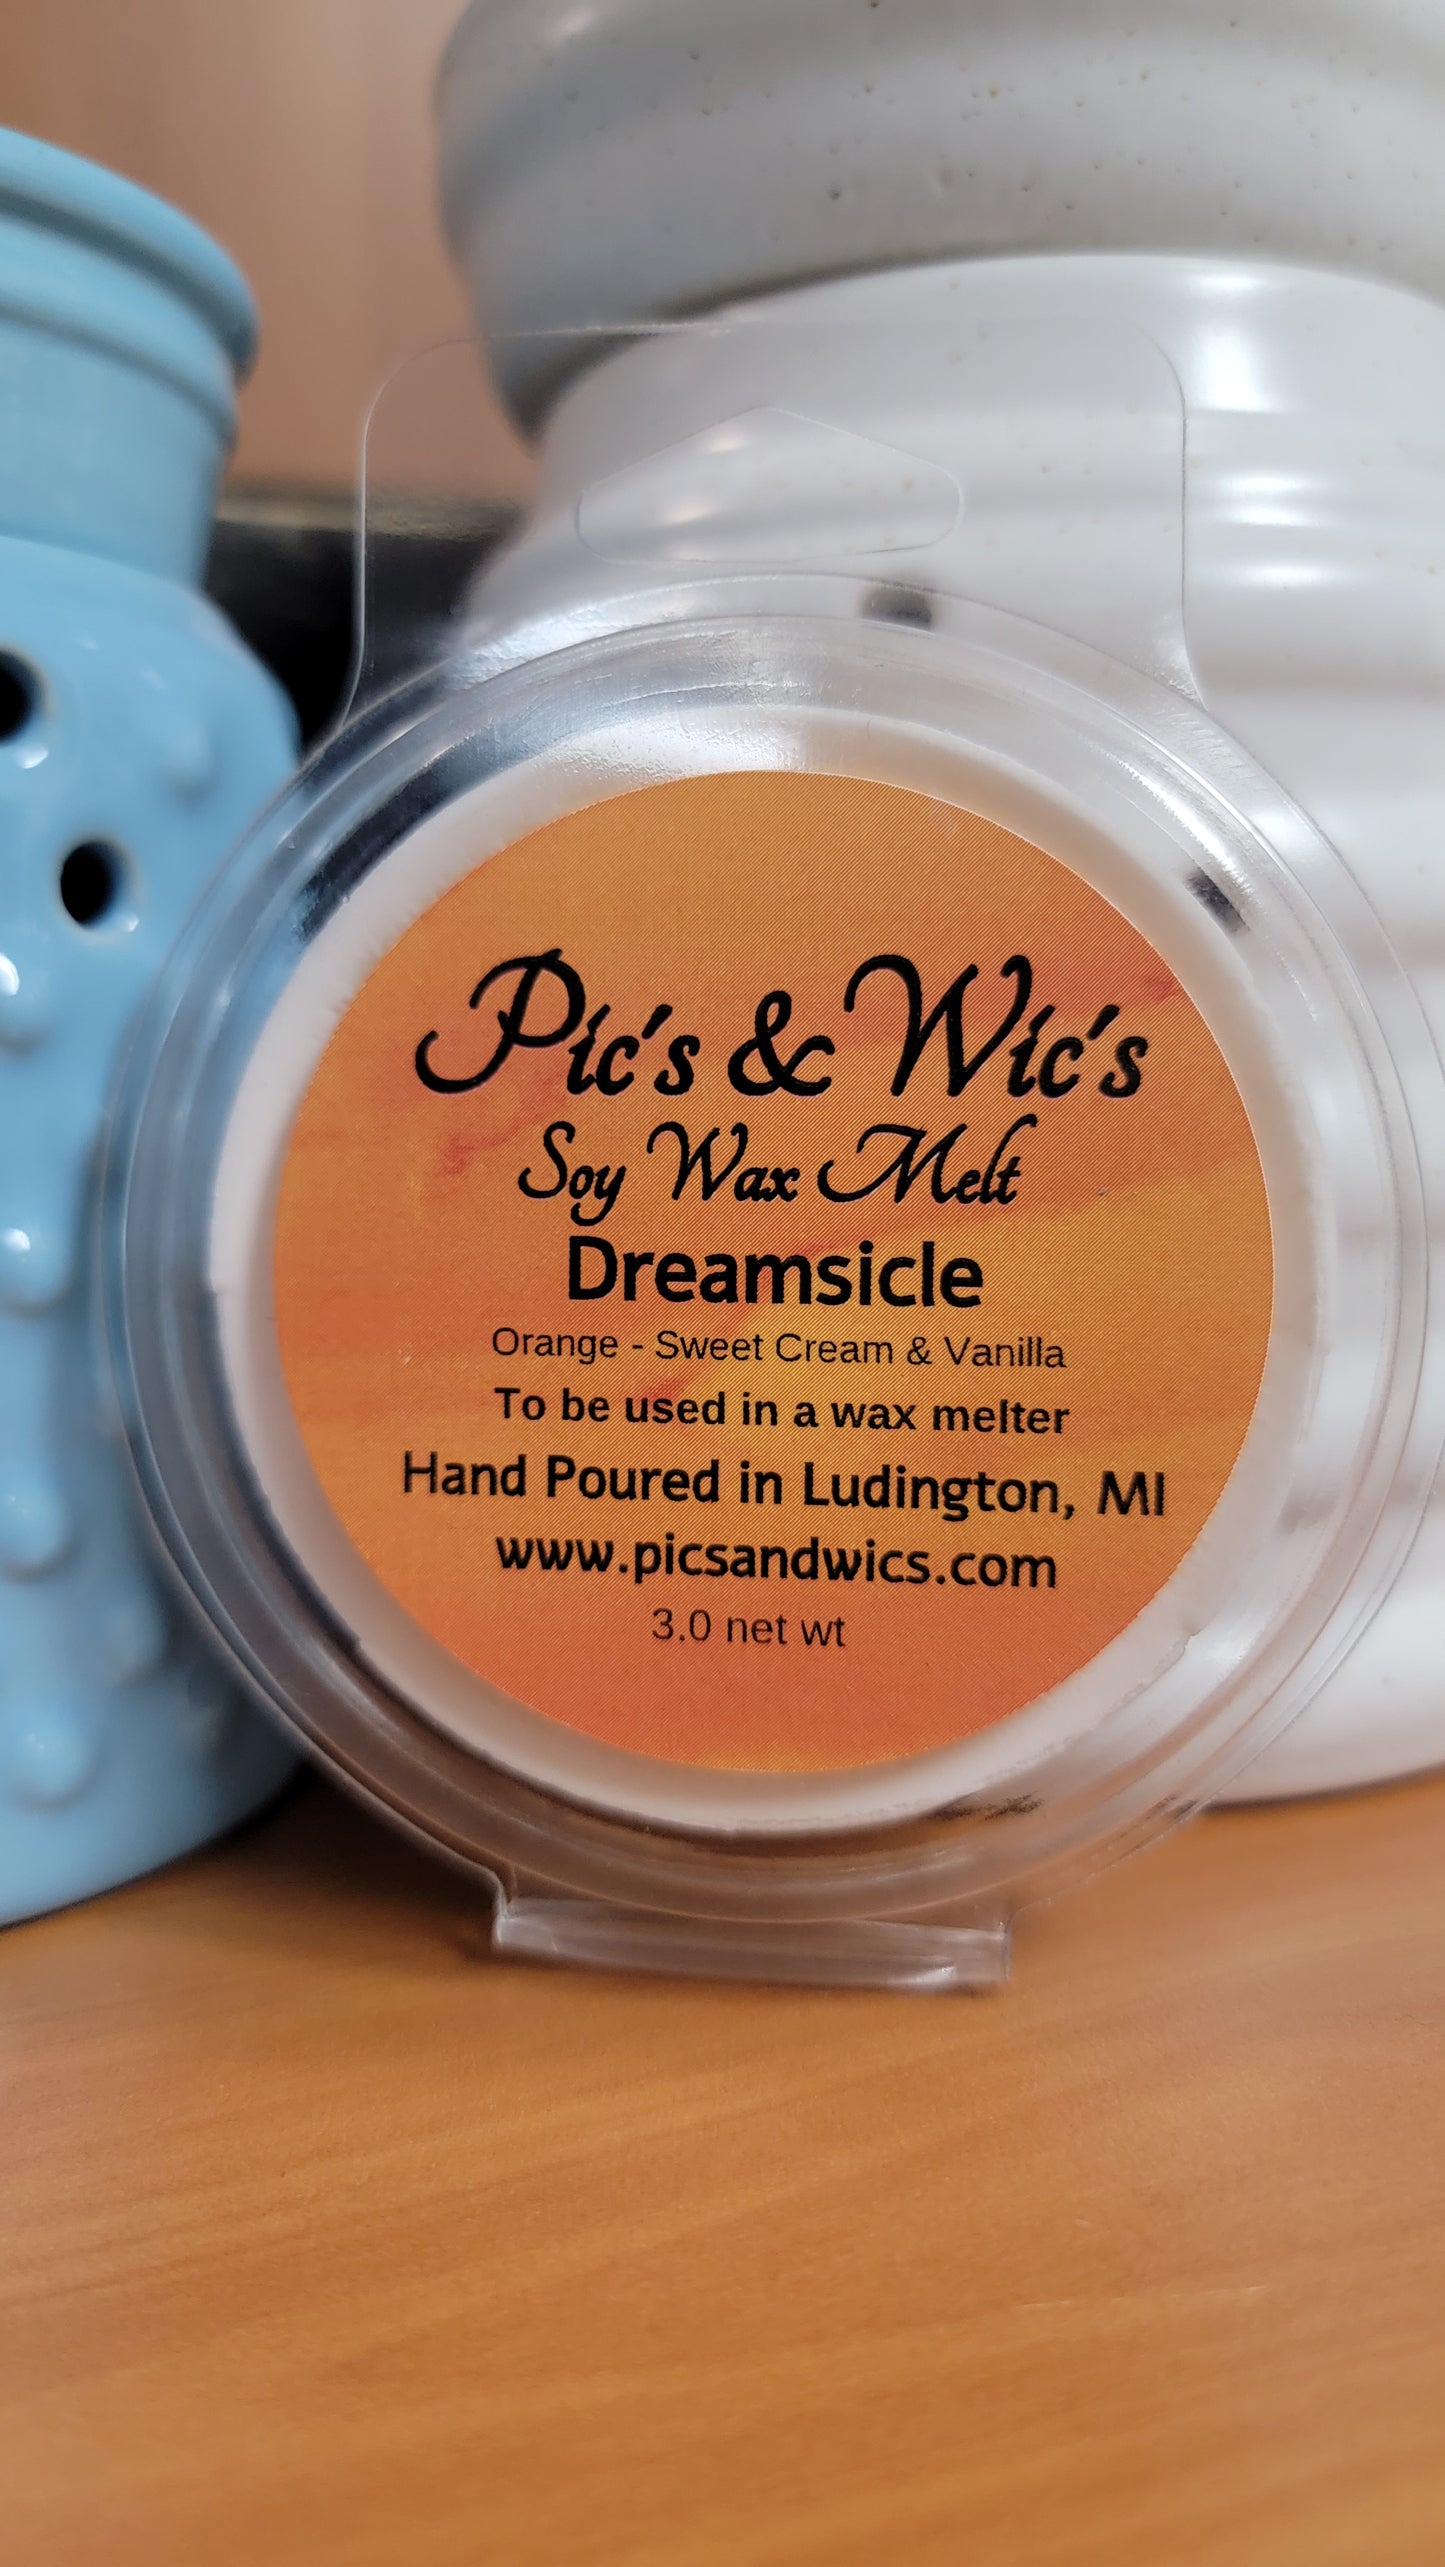 Pic's & Wic's
Soy Wax Melt
Dreamsicle
Orange - Sweet Cream & Vanilla
To be used in a wax melter
Hand Poured in Ludington, MI
www.picsandwics.com
3.0 net wt